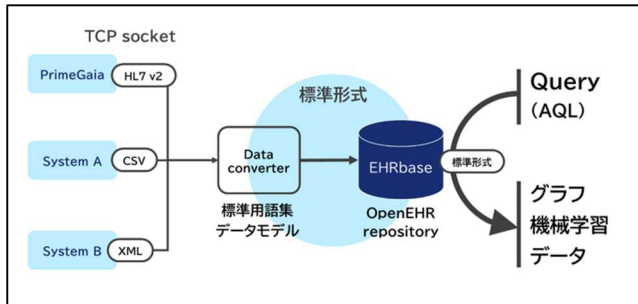 TCP socket
PrimeGaia
HL7 v2
System A
CSV
System B
XML
標準形式
Data
converter
標準用語集
データモデル
EHRbase
OpenEHR
repository
標準形式
Query
(AQL)
グラフ
機械学習
データ